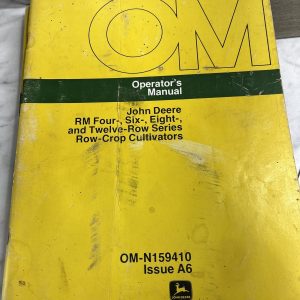 OM
Operator's
Manual
John Deere
RM Four-, Six-, Eight-,
and Twelve-Row Series
Row-Crop Cultivators
OM-N159410
Issue A6
JOHN DEERE